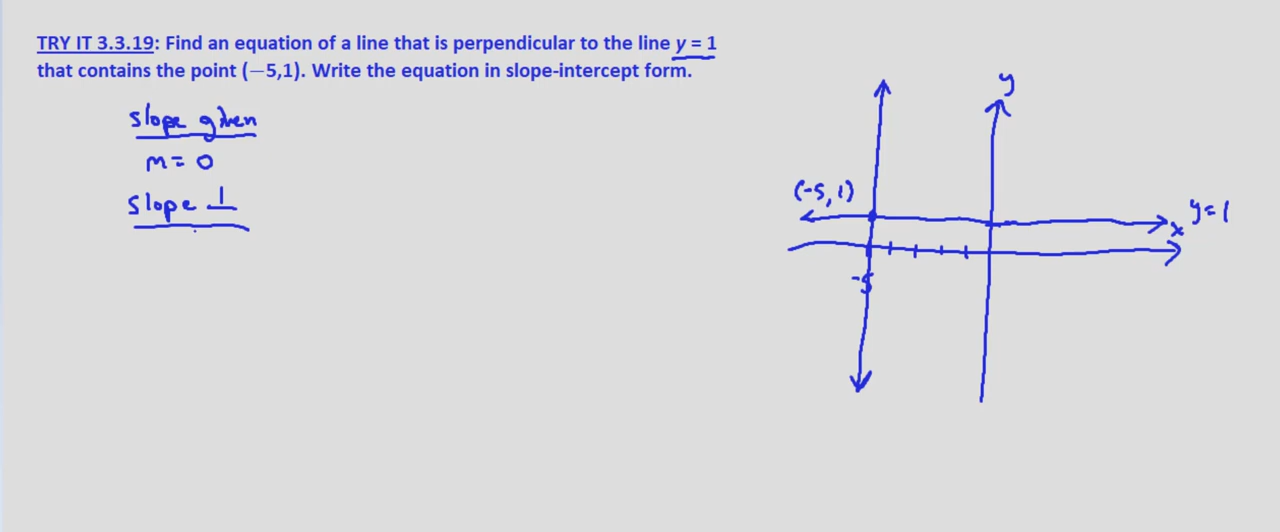 TRY IT 3.3.19: Find an equation of a line that is perpendicular to the line y = 1
that contains the point (−5,1). Write the equation in slope-intercept form.
slope given
m = 0
slope ⊥
y
(-5, 1)
y = 1
x
-5